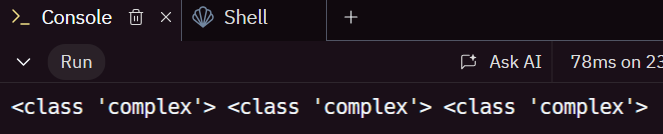 Console Shell
Run Ask AI 78ms on 23
<class 'complex'> <class 'complex'> <class 'complex'>